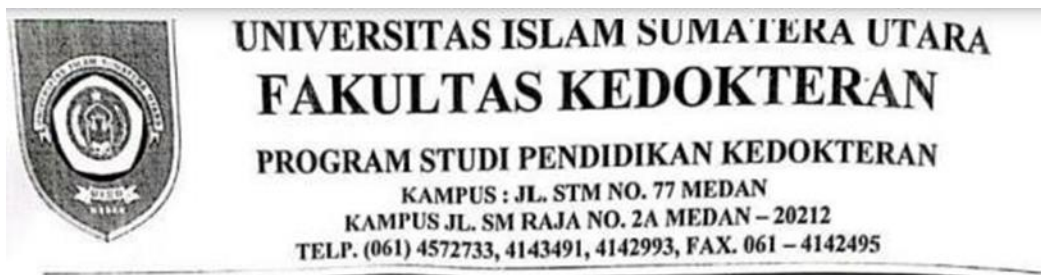 UNIVERSITAS ISLAM SUMATERA UTARA
FAKULTAS KEDOKTERAN
PROGRAM STUDI PENDIDIKAN KEDOKTERAN
KAMPUS : JL. STM NO. 77 MEDAN
KAMPUS JL. SM RAJA NO. 2A MEDAN – 20212
TELP. (061) 4572733, 4143491, 4142993, FAX. 061 – 4142495